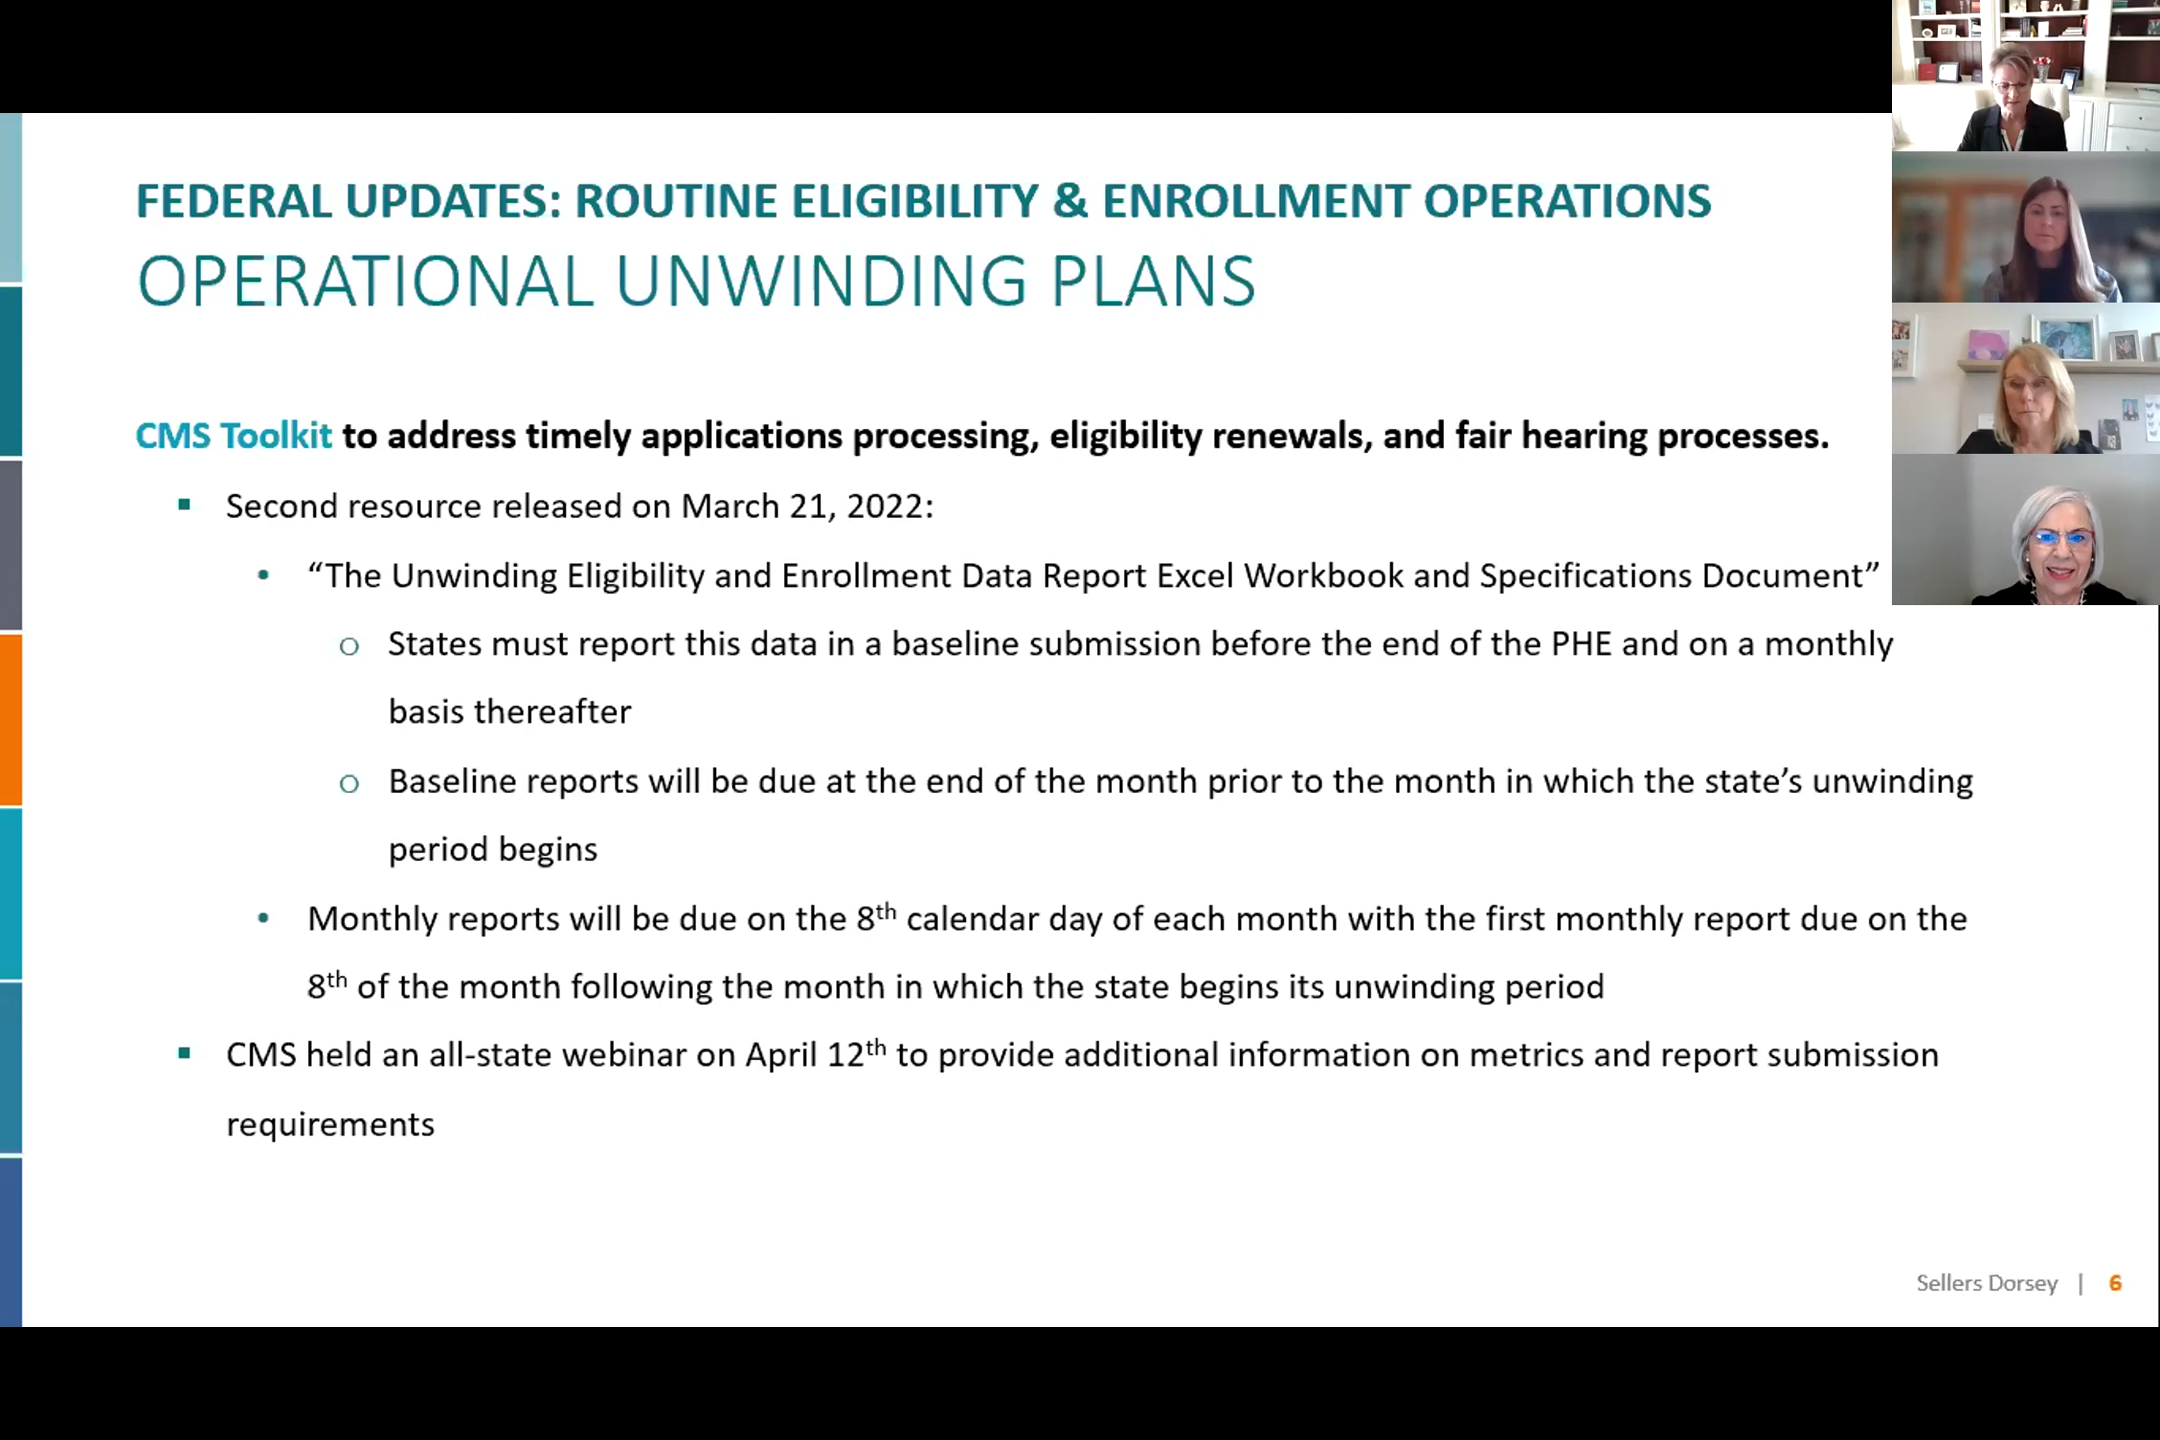 FEDERAL UPDATES: ROUTINE ELIGIBILITY & ENROLLMENT OPERATIONS
OPERATIONAL UNWINDING PLANS
CMS Toolkit to address timely applications processing, eligibility renewals, and fair hearing processes.
▪ Second resource released on March 21, 2022:
• “The Unwinding Eligibility and Enrollment Data Report Excel Workbook and Specifications Document”
o States must report this data in a baseline submission before the end of the PHE and on a monthly
basis thereafter
o Baseline reports will be due at the end of the month prior to the month in which the state’s unwinding
period begins
• Monthly reports will be due on the 8th calendar day of each month with the first monthly report due on the
8th of the month following the month in which the state begins its unwinding period
▪ CMS held an all-state webinar on April 12th to provide additional information on metrics and report submission
requirements
Sellers Dorsey | 6